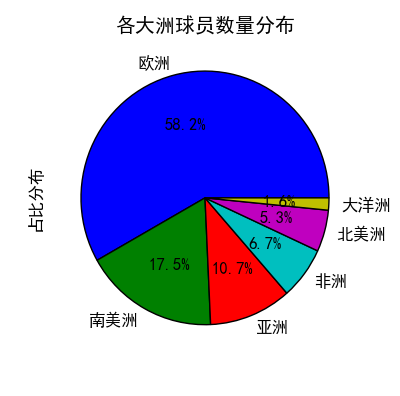 各大洲球员数量分布
欧洲
58.2%
占比分布
1.6%
大洋洲
5.3%
北美洲
6.7%
17.5%
10.7%
非洲
南美洲
亚洲